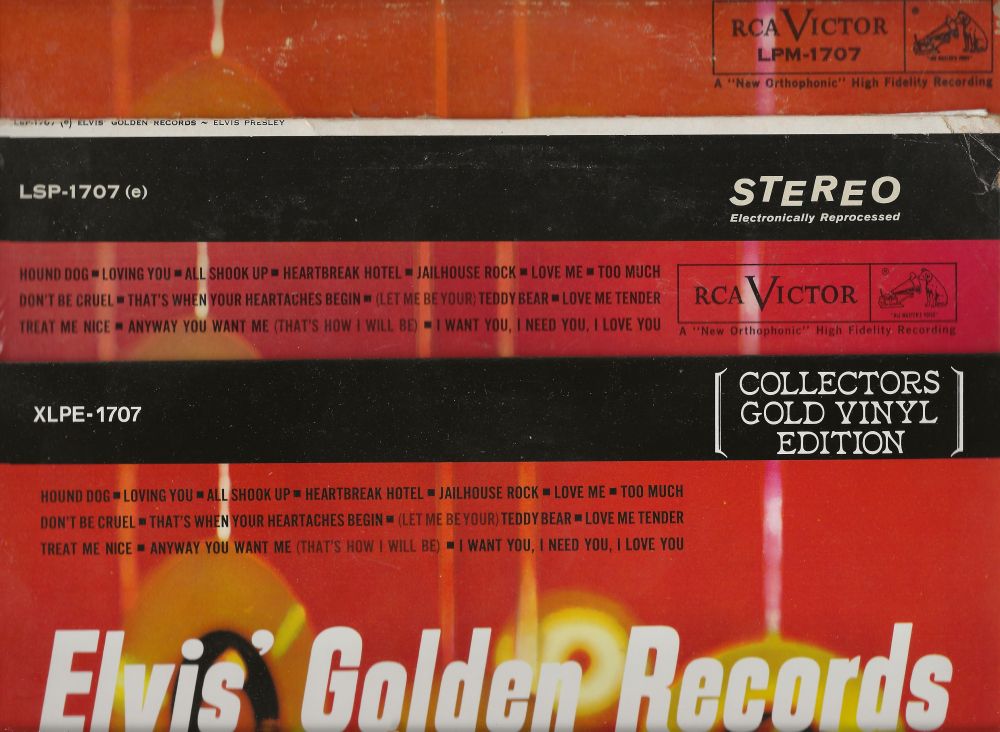 RCA VICTOR
LPM-1707
"HIS MASTER'S VOICE"
A "New Orthophonic" High Fidelity Recording
LSP-1707 (e) ELVIS' GOLDEN RECORDS ~ ELVIS PRESLEY
LSP-1707 (e)
STEREO
Electronically Reprocessed
HOUND DOG ■ LOVING YOU ■ ALL SHOOK UP ■ HEARTBREAK HOTEL ■ JAILHOUSE ROCK ■ LOVE ME ■ TOO MUCH
DON'T BE CRUEL ■ THAT'S WHEN YOUR HEARTACHES BEGIN ■ (LET ME BE YOUR) TEDDY BEAR ■ LOVE ME TENDER
TREAT ME NICE ■ ANYWAY YOU WANT ME (THAT'S HOW I WILL BE) ■ I WANT YOU, I NEED YOU, I LOVE YOU
RCA VICTOR
"HIS MASTER'S VOICE"
A "New Orthophonic" High Fidelity Recording
XLPE-1707
[COLLECTORS
GOLD VINYL
EDITION]
HOUND DOG ■ LOVING YOU ■ ALL SHOOK UP ■ HEARTBREAK HOTEL ■ JAILHOUSE ROCK ■ LOVE ME ■ TOO MUCH
DON'T BE CRUEL ■ THAT'S WHEN YOUR HEARTACHES BEGIN ■ (LET ME BE YOUR) TEDDY BEAR ■ LOVE ME TENDER
TREAT ME NICE ■ ANYWAY YOU WANT ME (THAT'S HOW I WILL BE) ■ I WANT YOU, I NEED YOU, I LOVE YOU
Elvis' Golden Records